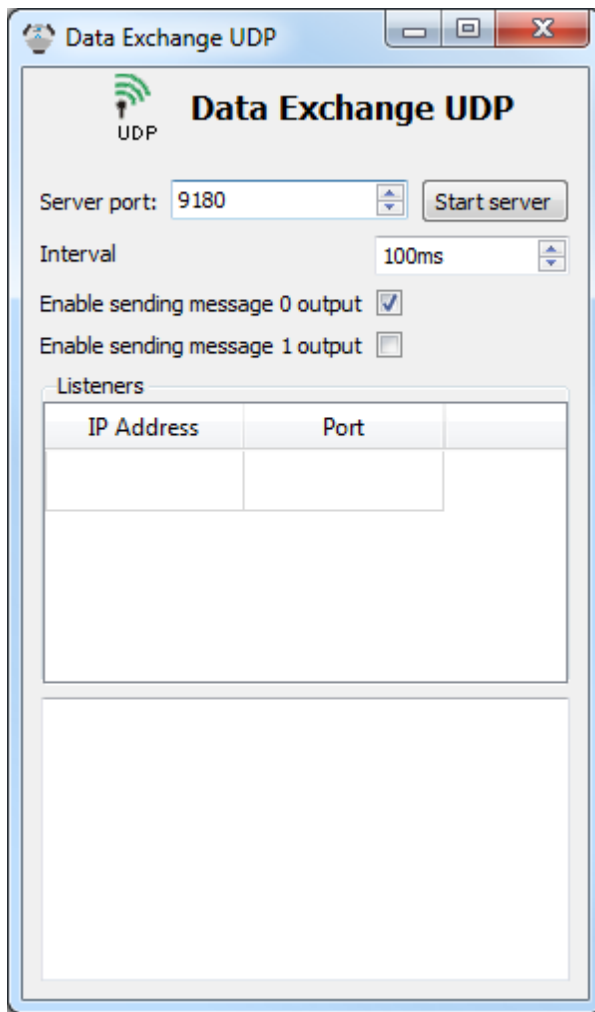 Data Exchange UDP
UDP
Data Exchange UDP
Server port: 9180 Start server
Interval 100ms
Enable sending message 0 output
Enable sending message 1 output
Listeners
IP Address Port